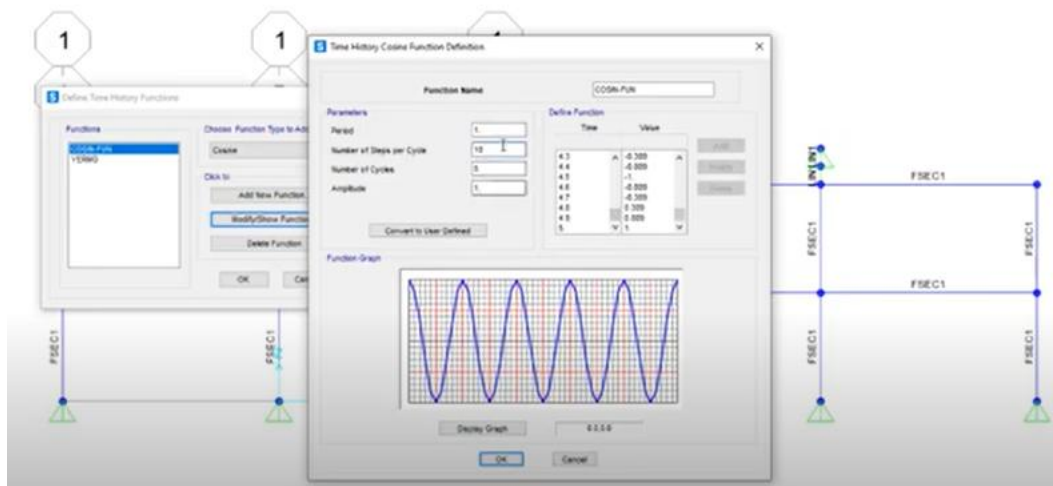 1
1
Define Time History Functions
Functions
COSIN-FUN
Choose Function Type to Add
Cosine
Click to
Add New Function
Modify/Show Function
Delete Function
OK
Time History Cosine Function Definition
Function Name
COSIN-FUN
Parameters
Period
1.
Number of Steps per Cycle
10
Number of Cycles
5
Amplitude
1.
Convert to User Defined
Define Function
Time
Value
4.3 -0.309
4.4 -0.809
4.5 -1.
4.6 -0.809
4.7 -0.309
4.8 0.309
4.9 0.809
5. 1.
Add
Modify
Delete
Function Graph
Display Graph
OK
Cancel
FSEC1
FSEC1
LIN1
FSEC1
FSEC1
FSEC1
FSEC1
FSEC1
FSEC1